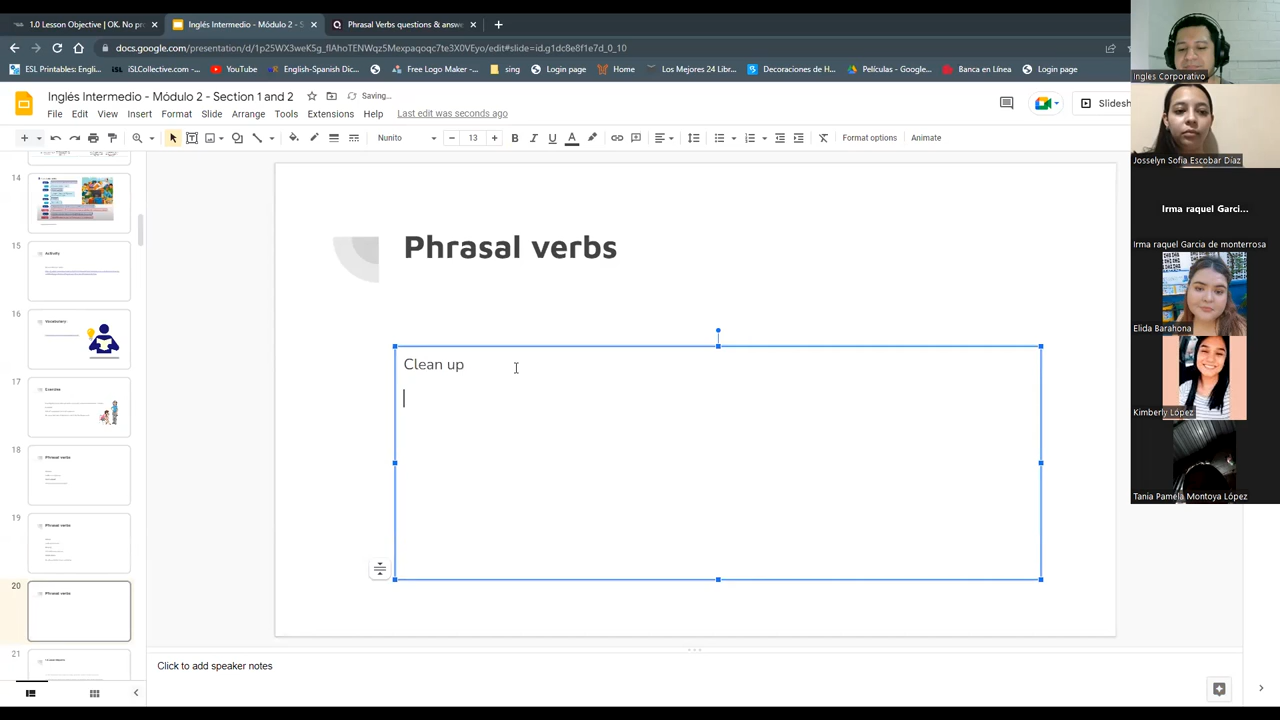 1.0 Lesson Objective | OK. No pro
Inglés Intermedio - Módulo 2 - S
Phrasal Verbs questions & answe
docs.google.com/presentation/d/1p25WX3weK5g_flAhoTENWqz5Mexpaqoqc7te3X0VEyo/edit#slide=id.g1dc8e8f1e7d_0_10
ESL Printables: Engli...
iSLCollective.com -...
YouTube
English-Spanish Dic...
Free Logo Maker -...
sing
Login page
Home
Los Mejores 24 Libr...
Decoraciones de H...
Películas - Google...
Banca en Línea
Login page
Inglés Intermedio - Módulo 2 - Section 1 and 2
Saving...
File Edit View Insert Format Slide Arrange Tools Extensions Help Last edit was seconds ago
Slidesh
Nunito
13
Format options
Animate
14
15
Activity
16
Vocabulary
17
Exercise
18
Phrasal verbs
19
Phrasal verbs
20
Phrasal verbs
21
Phrasal verbs
Clean up
Click to add speaker notes
Ingles Corporativo
Josselyn Sofia Escobar Diaz
Irma raquel Garci...
Irma raquel Garcia de monterrosa
Elida Barahona
Kimberly López
Tania Pamela Montoya López